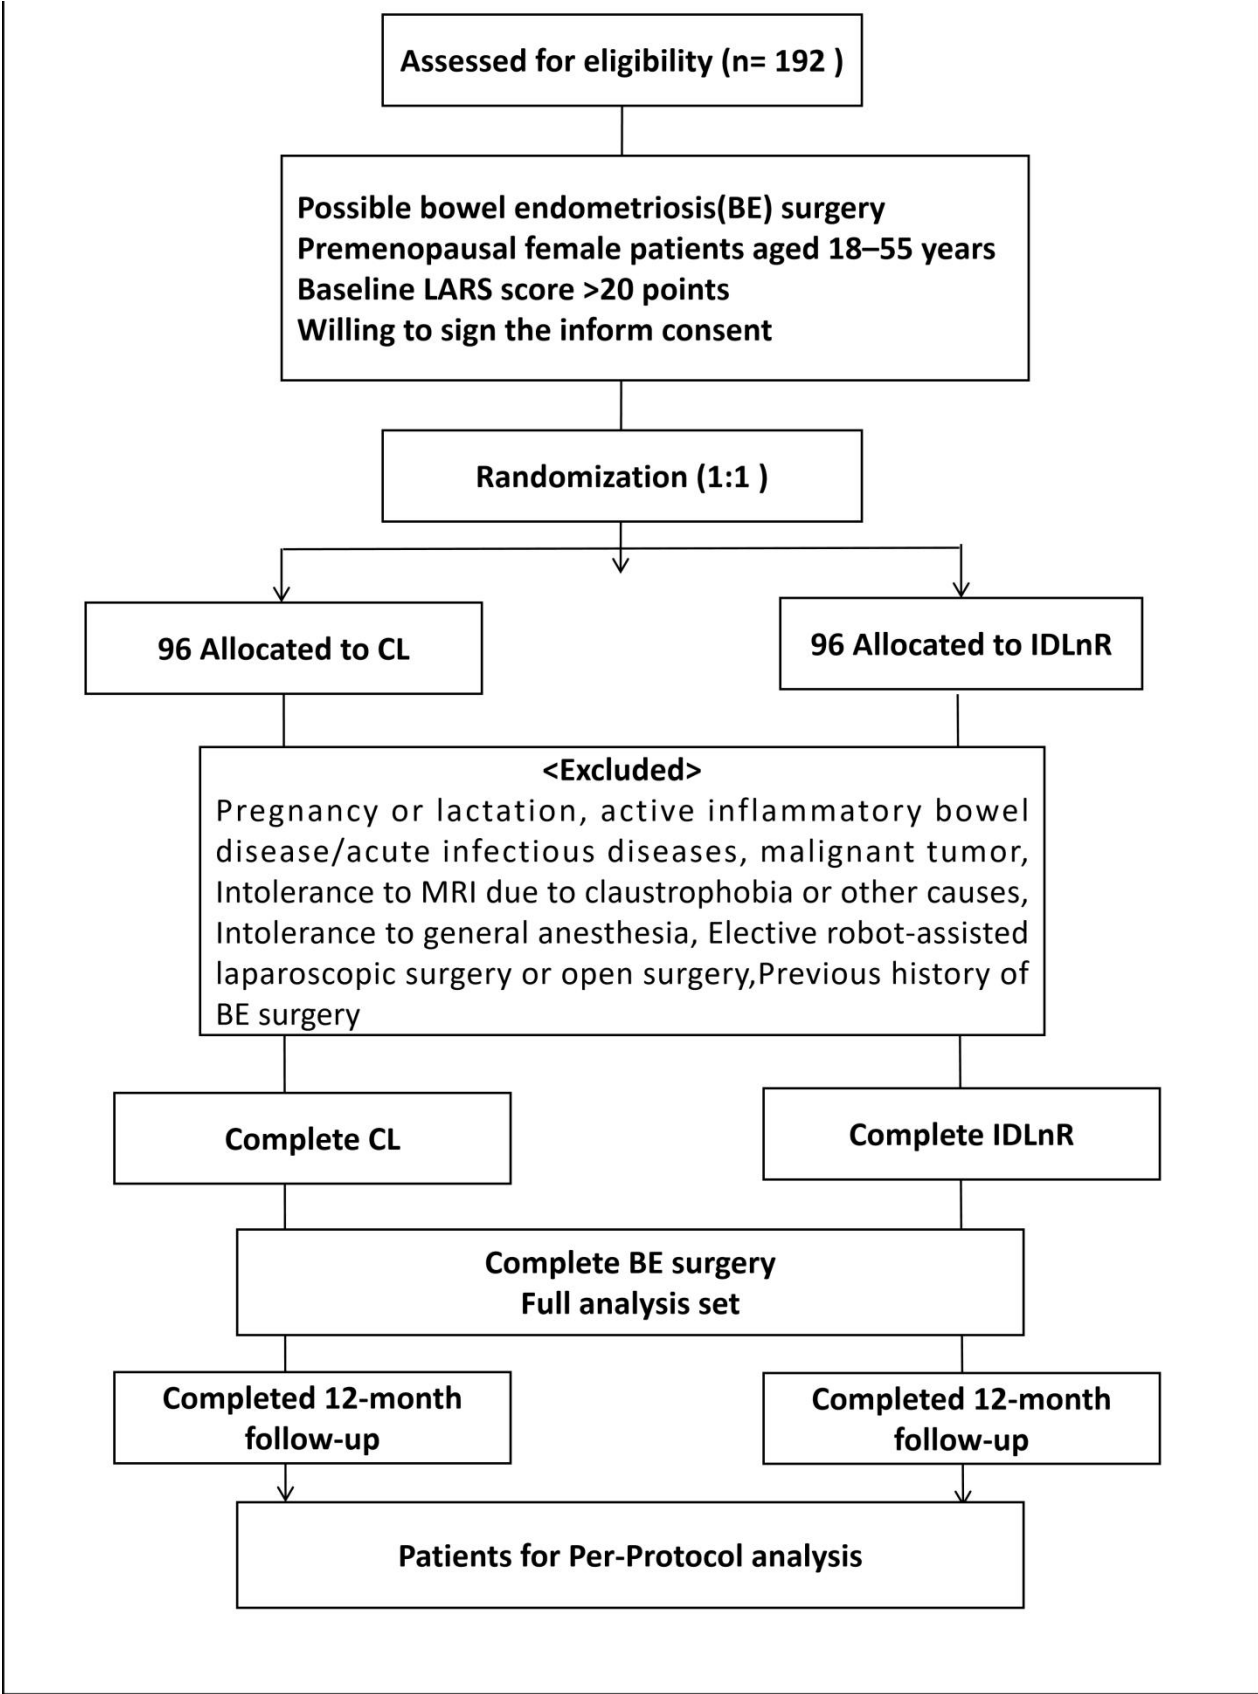 Assessed for eligibility (n= 192 )
Possible bowel endometriosis(BE) surgery
Premenopausal female patients aged 18–55 years
Baseline LARS score >20 points
Willing to sign the inform consent
Randomization (1:1 )
96 Allocated to CL
96 Allocated to IDLnR
<Excluded>
Pregnancy or lactation, active inflammatory bowel
disease/acute infectious diseases, malignant tumor,
Intolerance to MRI due to claustrophobia or other causes,
Intolerance to general anesthesia, Elective robot-assisted
laparoscopic surgery or open surgery,Previous history of
BE surgery
Complete CL
Complete IDLnR
Complete BE surgery
Full analysis set
Completed 12-month
follow-up
Completed 12-month
follow-up
Patients for Per-Protocol analysis